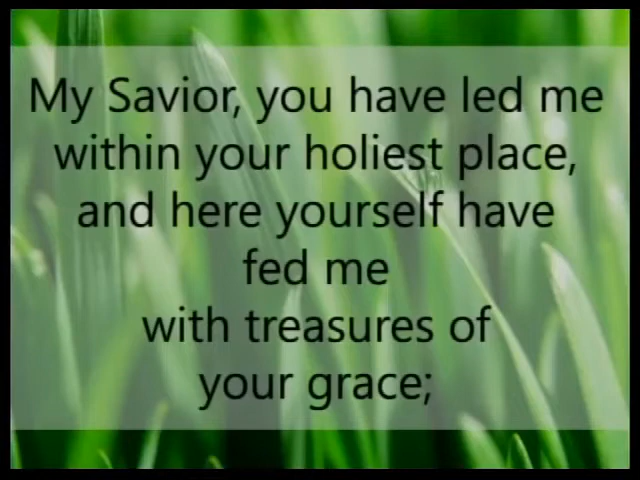 My Savior, you have led me
within your holiest place,
and here yourself have
fed me
with treasures of
your grace;